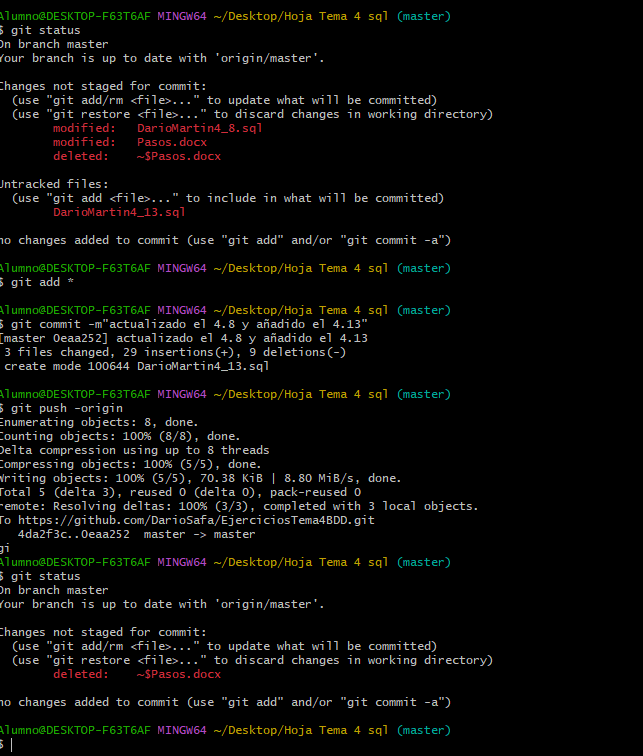 Alumno@DESKTOP-F63T6AF MINGW64 ~/Desktop/Hoja Tema 4 sql (master)
$ git status
On branch master
Your branch is up to date with 'origin/master'.
Changes not staged for commit:
(use "git add/rm <file>..." to update what will be committed)
(use "git restore <file>..." to discard changes in working directory)
modified: DarioMartin4_8.sql
modified: Pasos.docx
deleted: ~$Pasos.docx
Untracked files:
(use "git add <file>..." to include in what will be committed)
DarioMartin4_13.sql
no changes added to commit (use "git add" and/or "git commit -a")
Alumno@DESKTOP-F63T6AF MINGW64 ~/Desktop/Hoja Tema 4 sql (master)
$ git add *
Alumno@DESKTOP-F63T6AF MINGW64 ~/Desktop/Hoja Tema 4 sql (master)
$ git commit -m"actualizado el 4.8 y añadido el 4.13"
[master 0eaa252] actualizado el 4.8 y añadido el 4.13
3 files changed, 29 insertions(+), 9 deletions(-)
create mode 100644 DarioMartin4_13.sql
Alumno@DESKTOP-F63T6AF MINGW64 ~/Desktop/Hoja Tema 4 sql (master)
$ git push -origin
Enumerating objects: 8, done.
Counting objects: 100% (8/8), done.
Delta compression using up to 8 threads
Compressing objects: 100% (5/5), done.
Writing objects: 100% (5/5), 70.38 KiB | 8.80 MiB/s, done.
Total 5 (delta 3), reused 0 (delta 0), pack-reused 0
remote: Resolving deltas: 100% (3/3), completed with 3 local objects.
To https://github.com/DarioSafa/EjerciciosTema4BDD.git
4da2f3c..0eaa252 master -> master
gi
Alumno@DESKTOP-F63T6AF MINGW64 ~/Desktop/Hoja Tema 4 sql (master)
$ git status
On branch master
Your branch is up to date with 'origin/master'.
Changes not staged for commit:
(use "git add/rm <file>..." to update what will be committed)
(use "git restore <file>..." to discard changes in working directory)
deleted: ~$Pasos.docx
no changes added to commit (use "git add" and/or "git commit -a")
Alumno@DESKTOP-F63T6AF MINGW64 ~/Desktop/Hoja Tema 4 sql (master)
$